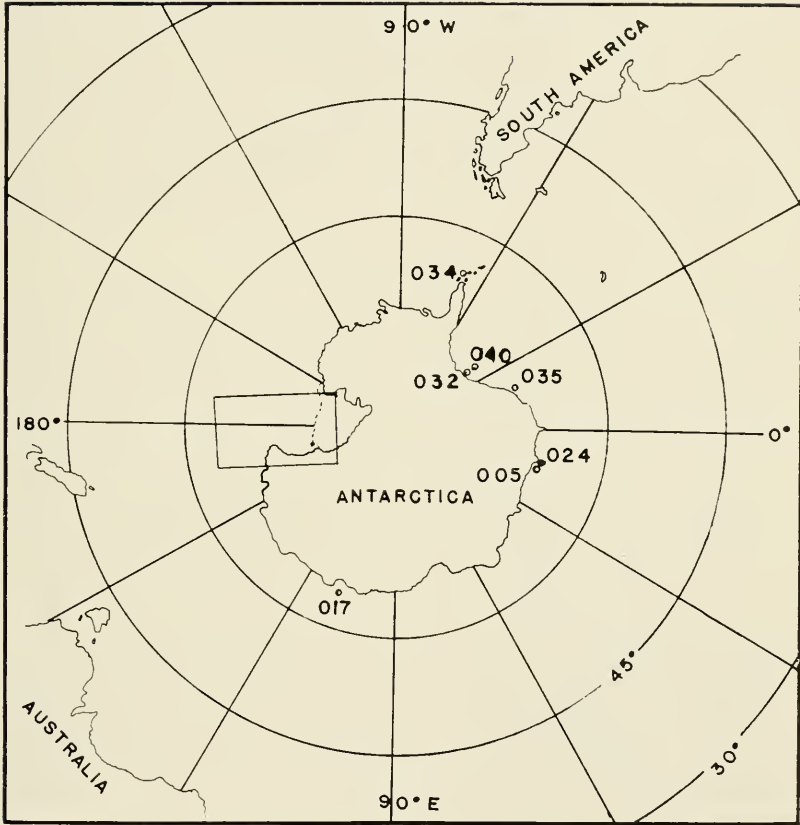 90° W
SOUTH AMERICA
034
040
032
035
180°
0°
024
005
ANTARCTICA
017
45°
AUSTRALIA
30°
90° E